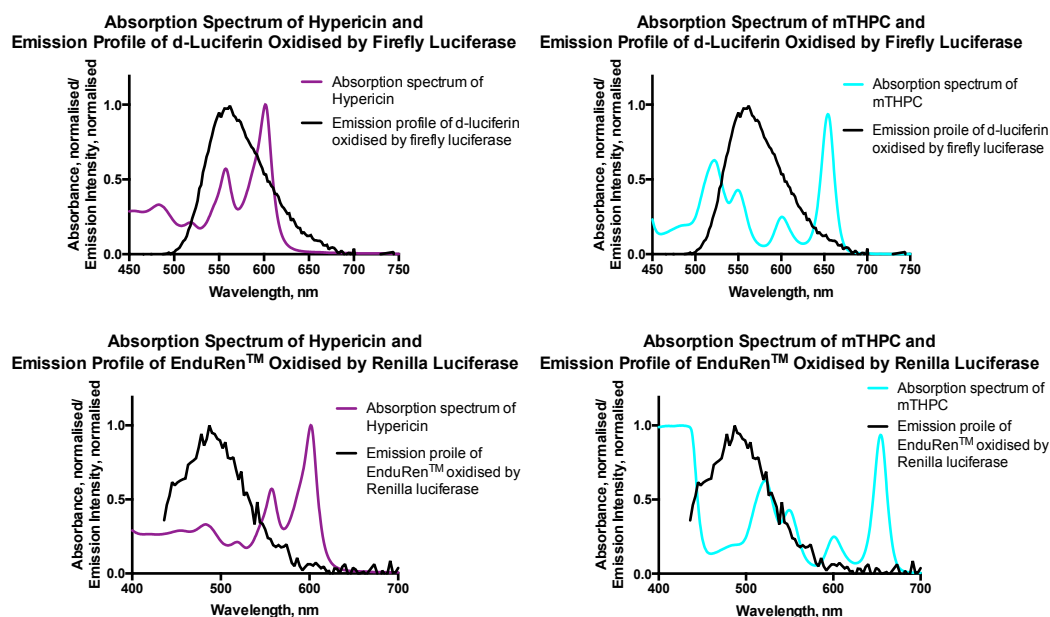 Absorption Spectrum of Hypericin and
Emission Profile of d-Luciferin Oxidised by Firefly Luciferase
Absorbance, normalised/
Emission Intensity, normalised
1.0
0.5
0.0
450 500 550 600 650 700 750
Wavelength, nm
Absorption spectrum of
Hypericin
Emission profile of d-luciferin
oxidised by firefly luciferase
Absorption Spectrum of mTHPC and
Emission Profile of d-Luciferin Oxidised by Firefly Luciferase
Absorbance, normalised/
Emission Intensity, normalised
1.0
0.5
0.0
450 500 550 600 650 700 750
Wavelength, nm
Absorption spectrum of
mTHPC
Emission proile of d-luciferin
oxidised by firefly luciferase
Absorption Spectrum of Hypericin and
Emission Profile of EnduRen™ Oxidised by Renilla Luciferase
Absorbance, normalised/
Emission Intensity, normalised
1.0
0.5
0.0
400 500 600 700
Wavelength, nm
Absorption spectrum of
Hypericin
Emission proile of
EnduRen™ oxidised by
Renilla luciferase
Absorption Spectrum of mTHPC and
Emission Profile of EnduRen™ Oxidised by Renilla Luciferase
Absorbance, normalised/
Emission Intensity, normalised
1.0
0.5
0.0
400 500 600 700
Wavelength, nm
Absorption spectrum of
mTHPC
Emission proile of
EnduRen™ oxidised by
Renilla luciferase